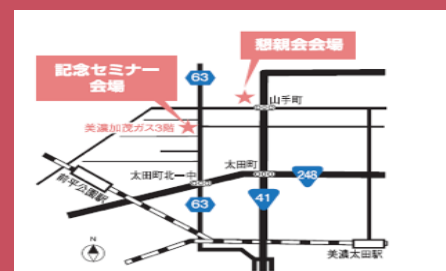 懇親会会場
記念セミナー
会場
63
山手町
美濃加茂ガス3階
太田町
太田町北一中
248
前平公園駅
63
41
美濃太田駅
N